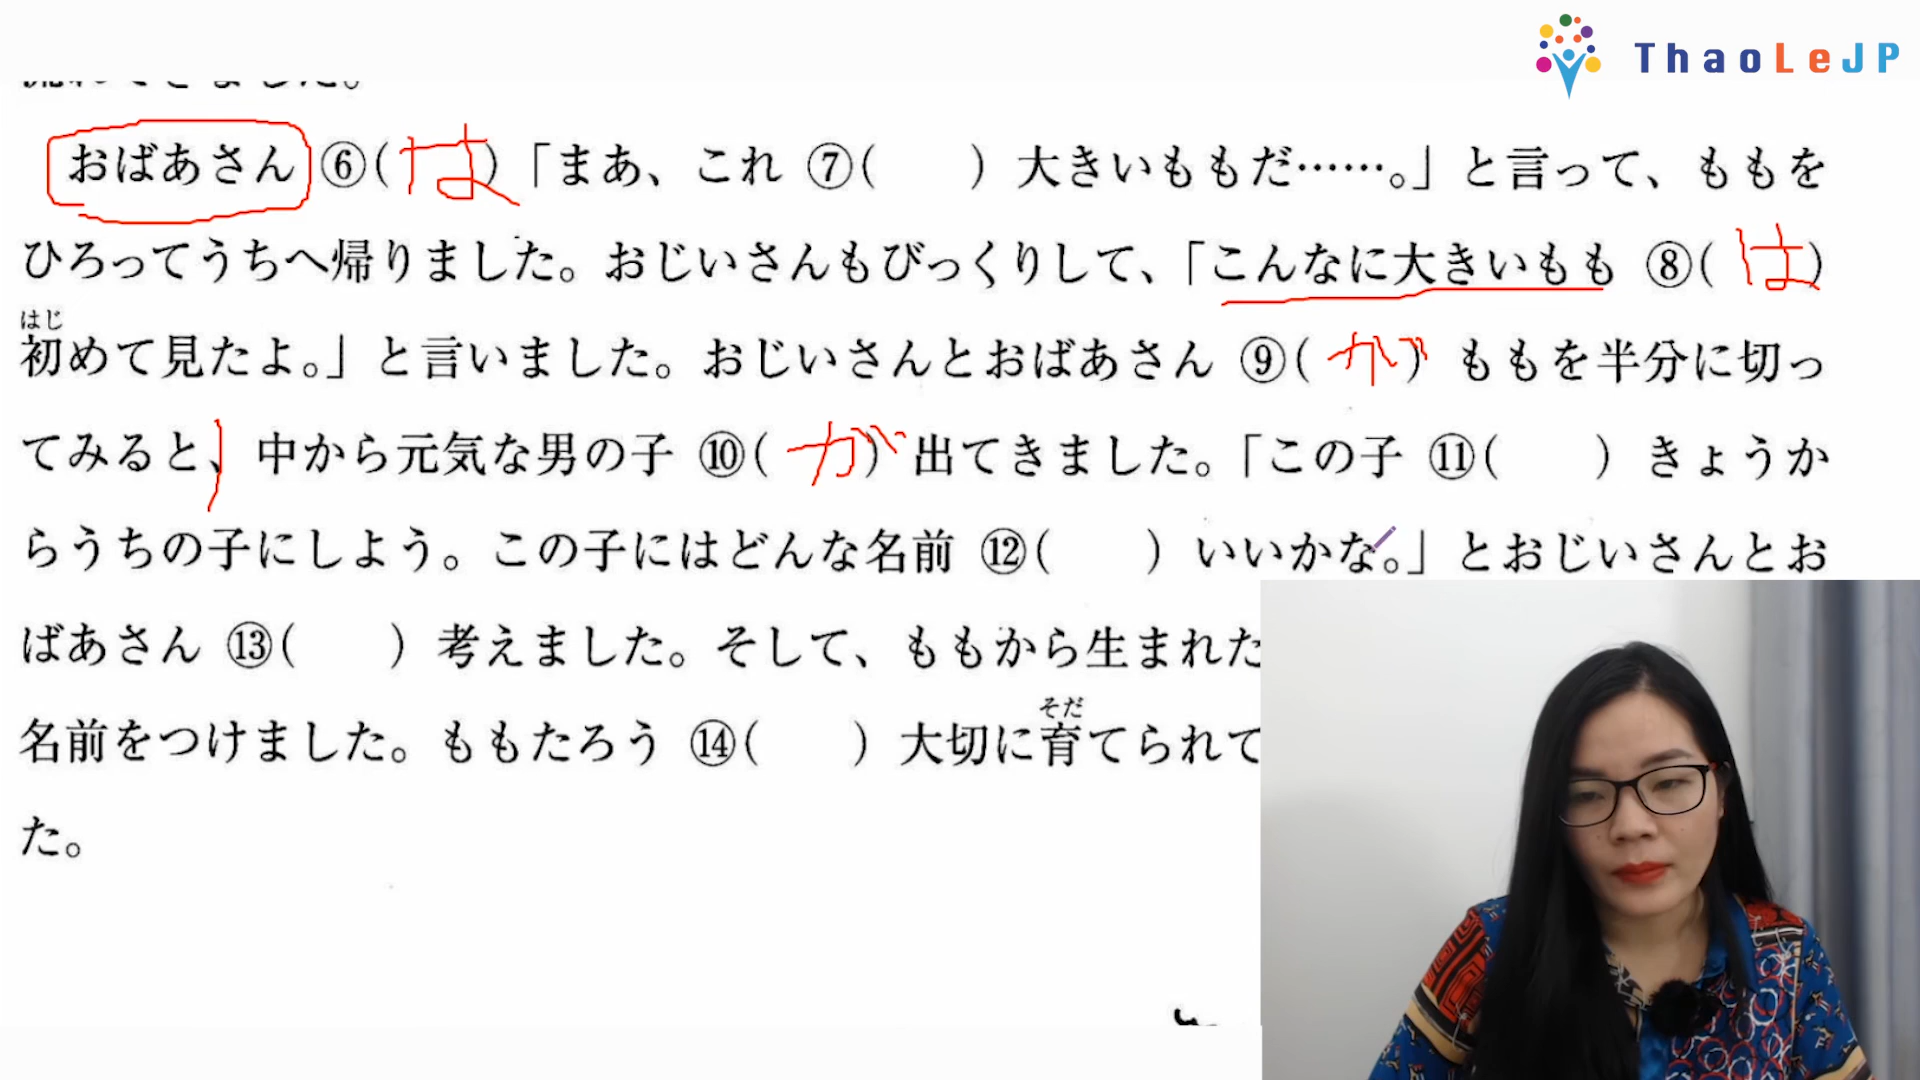 ThaoLeJP
おばあさん ⑥(は)「まあ、これ ⑦(　　)大きいももだ……。」と言って、ももを
ひろってうちへ帰りました。おじいさんもびっくりして、「こんなに大きいもも ⑧(は)
はじ
初めて見たよ。」と言いました。おじいさんとおばあさん ⑨(が) ももを半分に切っ
てみると、中から元気な男の子 ⑩(が)出てきました。「この子 ⑪(　　)きょうか
らうちの子にしよう。この子にはどんな名前 ⑫(　　)いいかな。」とおじいさんとお
ばあさん ⑬(　　)考えました。そして、ももから生まれた
そだ
名前をつけました。ももたろう ⑭(　　)大切に育てられて
た。